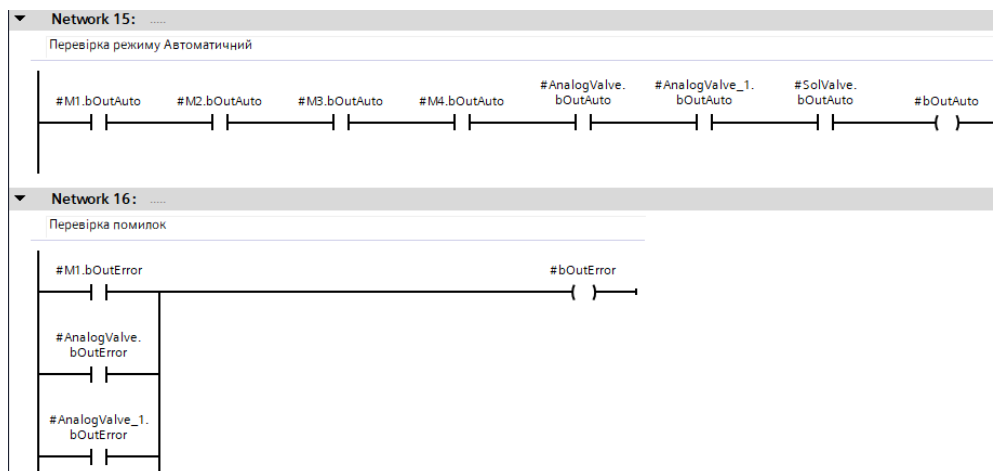 Network 15: .....
Перевірка режиму Автоматичний
#M1.bOutAuto
#M2.bOutAuto
#M3.bOutAuto
#M4.bOutAuto
#AnalogValve.
bOutAuto
#AnalogValve_1.
bOutAuto
#SolValve.
bOutAuto
#bOutAuto
Network 16: .....
Перевірка помилок
#M1.bOutError
#bOutError
#AnalogValve.
bOutError
#AnalogValve_1.
bOutError